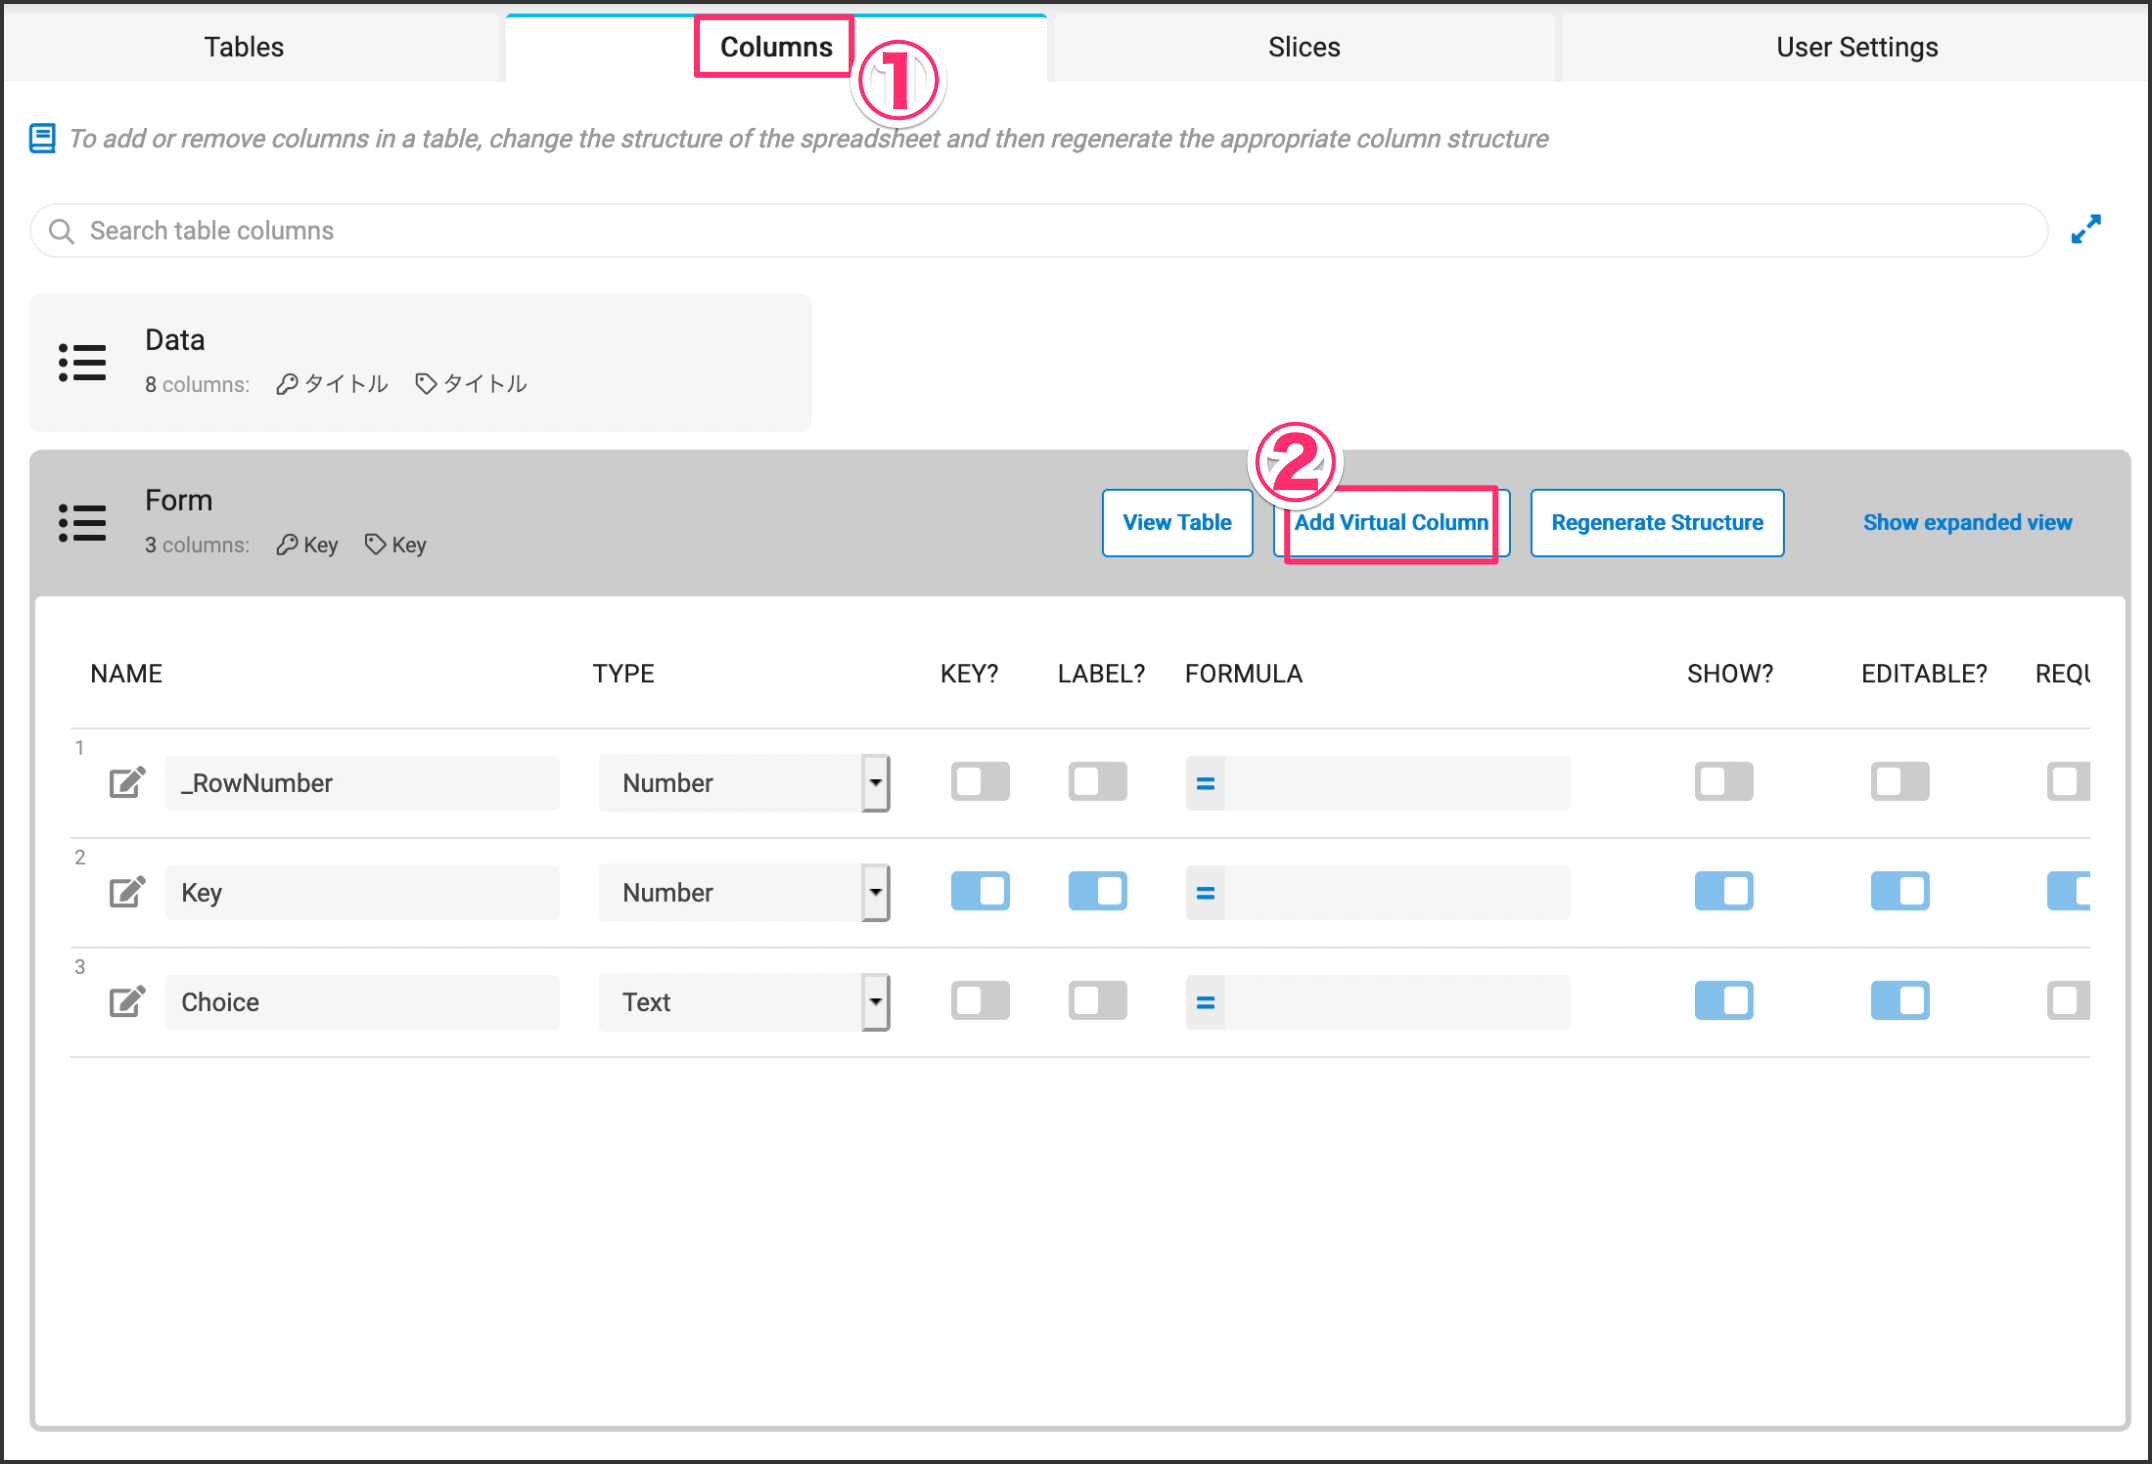 Tables Columns Slices User Settings
①
To add or remove columns in a table, change the structure of the spreadsheet and then regenerate the appropriate column structure
Search table columns
Data
8 columns: タイトル タイトル
②
Form
3 columns: Key Key
View Table Add Virtual Column Regenerate Structure Show expanded view
NAME TYPE KEY? LABEL? FORMULA SHOW? EDITABLE? REQU
1 _RowNumber Number =
2 Key Number =
3 Choice Text =